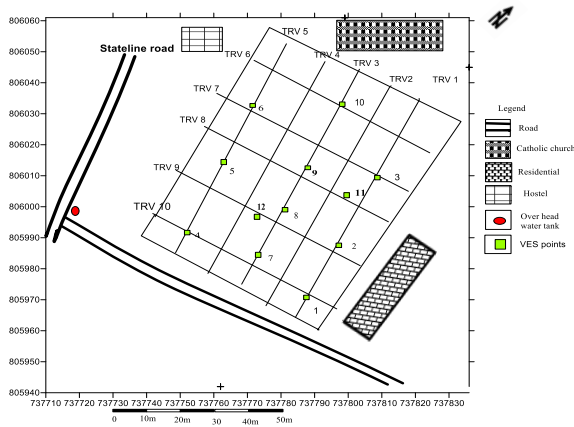 806060
806050
806040
806030
806020
806010
806000
805990
805980
805970
805960
805950
805940
737710 737720 737730 737740 737750 737760 737770 737780 737790 737800 737810 737820 737830
0 10m 20m 30m 40m 50m
Stateline road
TRV 5
TRV 4
TRV 6
TRV 3
TRV2
TRV 1
TRV 7
TRV 8
TRV 9
TRV 10
10
6
9
5
3
11
12
8
4
2
7
1
N
Legend
Road
Catholic church
Residential
Hostel
Over head
water tank
VES points